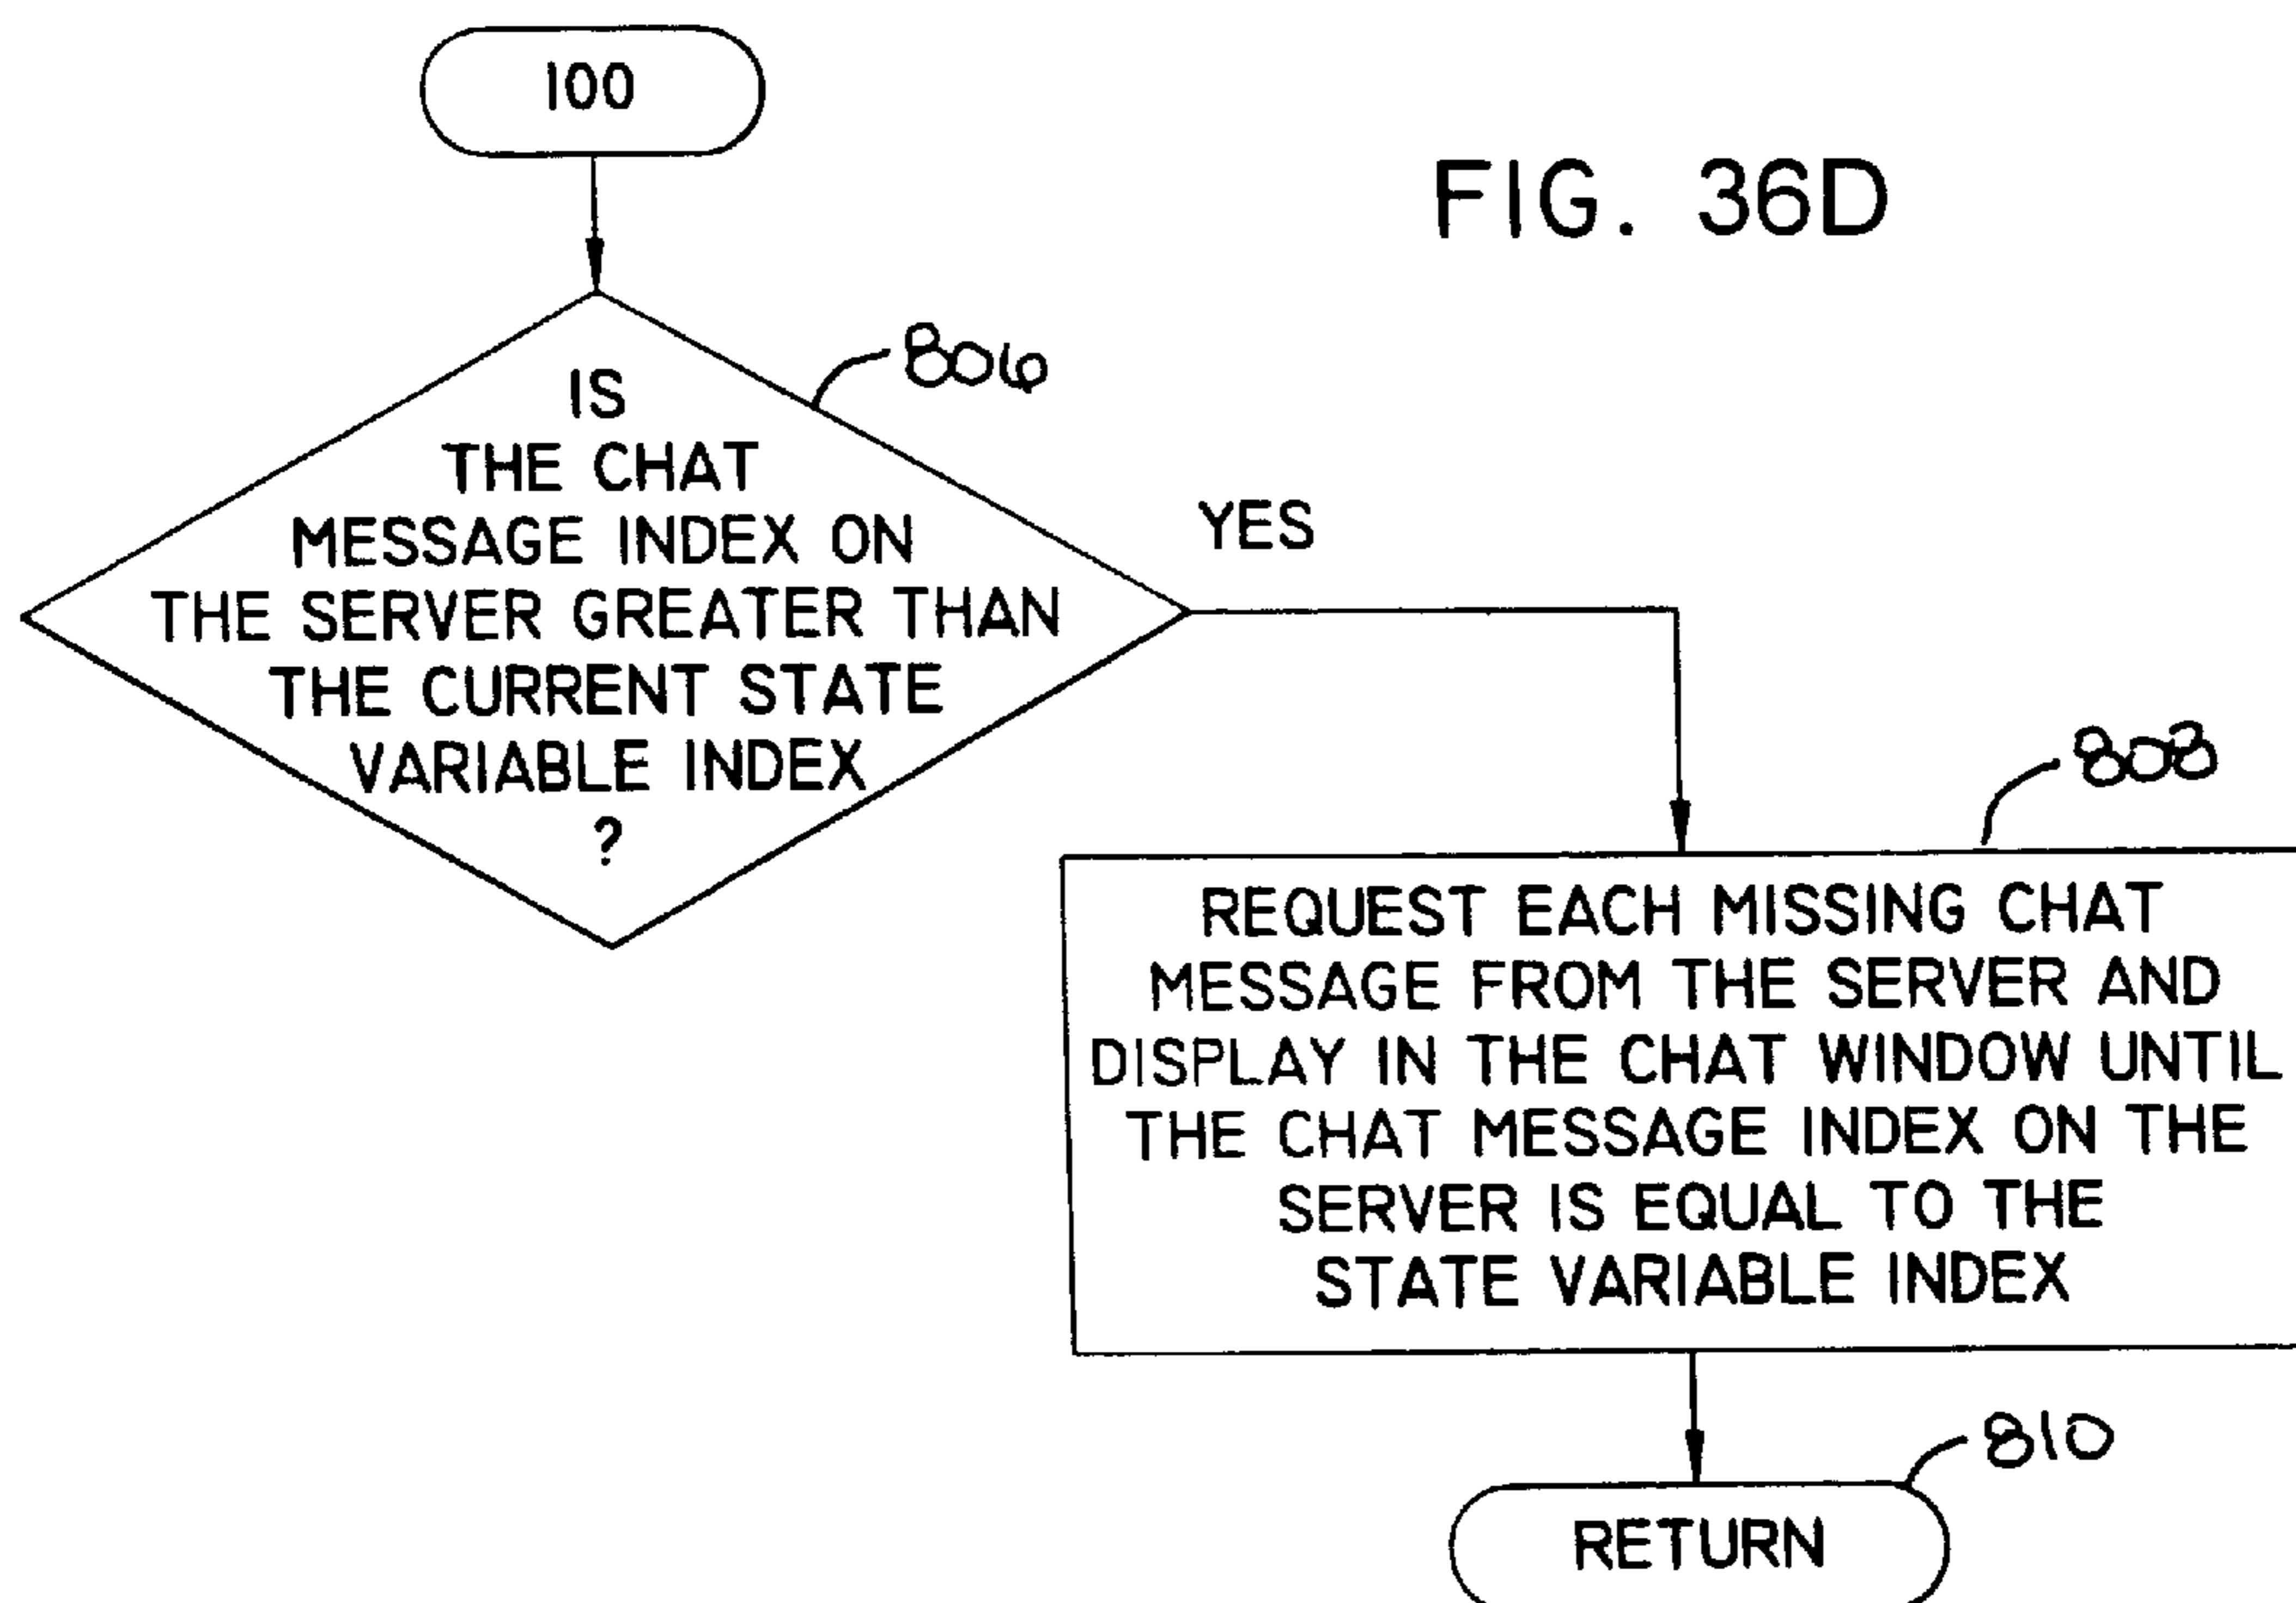 100
FIG. 36D
806
IS
THE CHAT
MESSAGE INDEX ON
THE SERVER GREATER THAN
THE CURRENT STATE
VARIABLE INDEX
?
YES
808
REQUEST EACH MISSING CHAT
MESSAGE FROM THE SERVER AND
DISPLAY IN THE CHAT WINDOW UNTIL
THE CHAT MESSAGE INDEX ON THE
SERVER IS EQUAL TO THE
STATE VARIABLE INDEX
810
RETURN